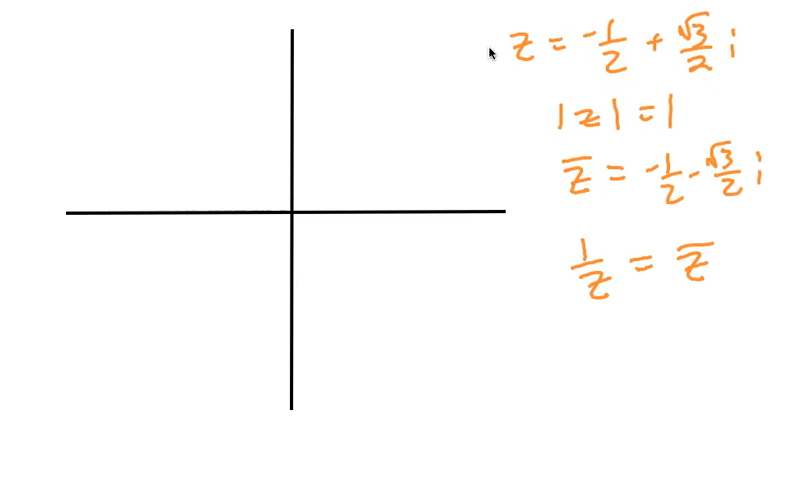 z = -1/2 + √3/2 i
|z| = 1
z̅ = -1/2 - √3/2 i
1/z = z̅